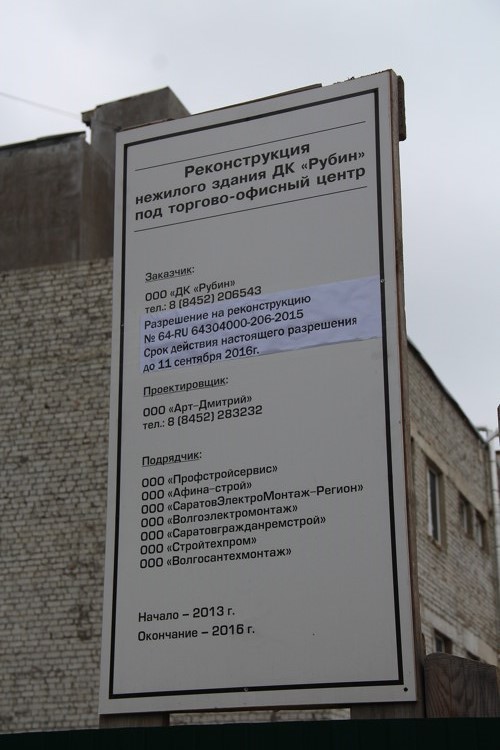 Реконструкция
нежилого здания ДК «Рубин»
под торгово-офисный центр
Заказчик:
ООО «ДК «Рубин»
тел.: 8 (8452) 206543
Разрешение на реконструкцию
№ 64-RU 64304000-206-2015
Срок действия настоящего разрешения
до 11 сентября 2016г.
Проектировщик:
ООО «Арт-Дмитрий»
тел.: 8 (8452) 283232
Подрядчик:
ООО «Профстройсервис»
ООО «Афина-строй»
ООО «СаратовЭлектроМонтаж-Регион»
ООО «Волгоэлектромонтаж»
ООО «Саратовгражданремстрой»
ООО «Стройтехпром»
ООО «Волгосантехмонтаж»
Начало – 2013 г.
Окончание – 2016 г.